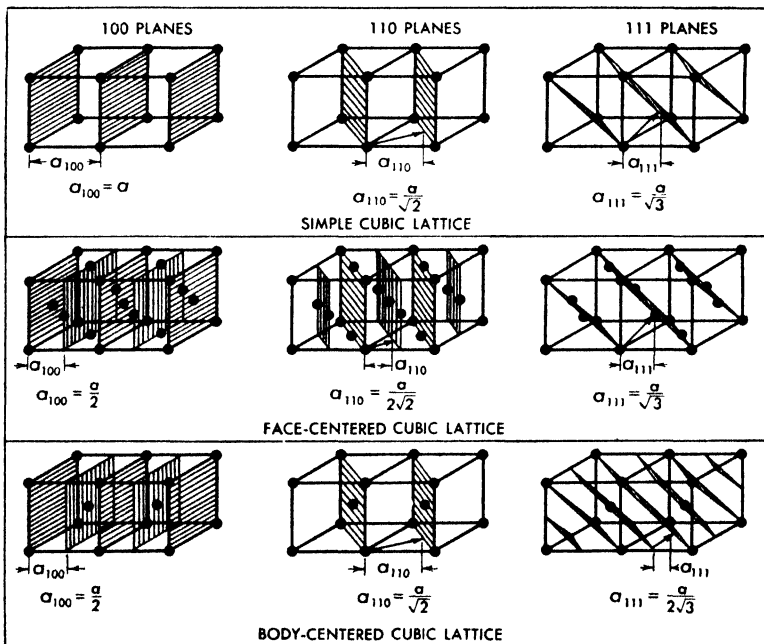 100 PLANES 110 PLANES 111 PLANES
a100 a110 a111
a100 = a a110 = a/√2 a111 = a/√3
SIMPLE CUBIC LATTICE
a100 a110 a111
a100 = a/2 a110 = a/2√2 a111 = a/√3
FACE-CENTERED CUBIC LATTICE
a100 a110 a111
a100 = a/2 a110 = a/√2 a111 = a/2√3
BODY-CENTERED CUBIC LATTICE